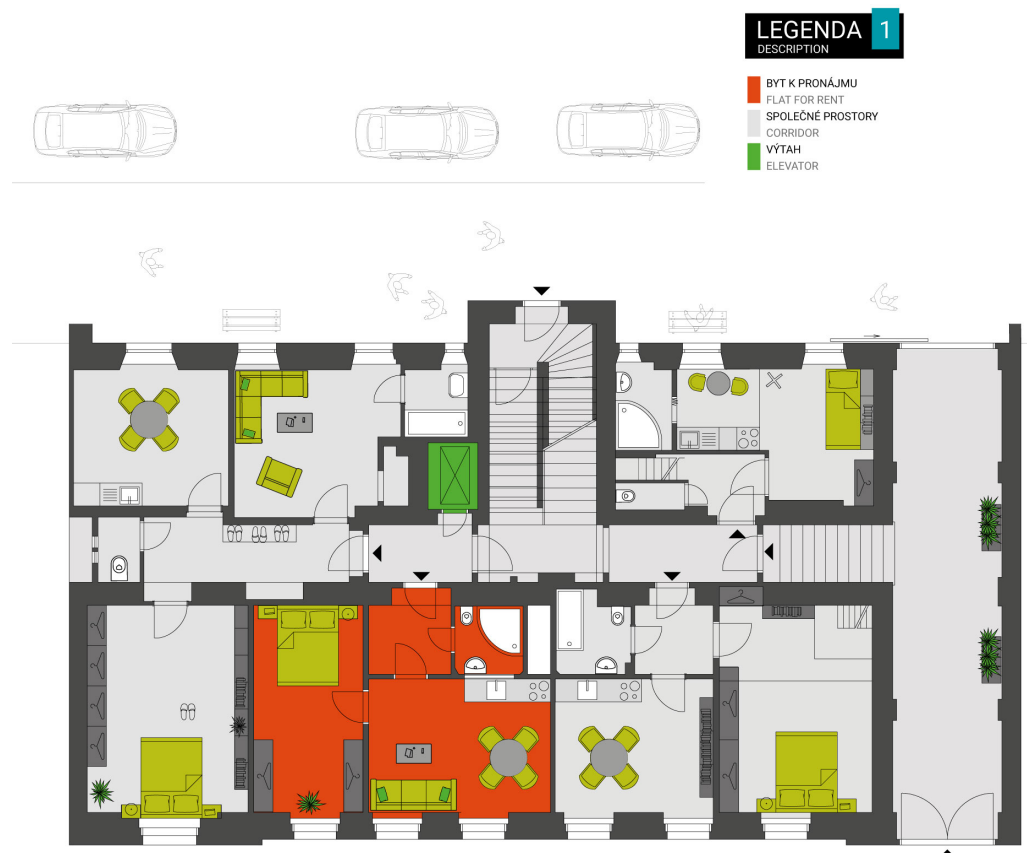 LEGENDA 1
DESCRIPTION
BYT K PRONÁJMU
FLAT FOR RENT
SPOLEČNÉ PROSTORY
CORRIDOR
VÝTAH
ELEVATOR